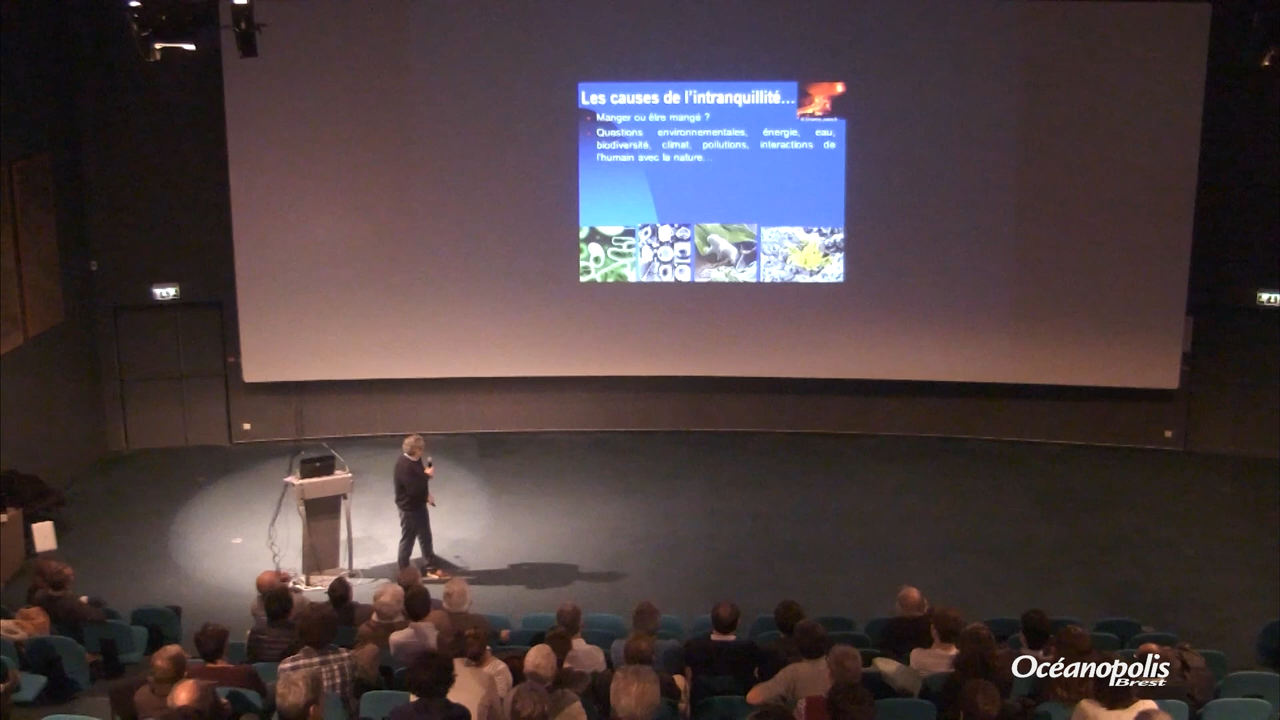 Les causes de l'intranquillité...
Manger ou être mangé ?
Questions environnementales, énergie, eau,
biodiversité, climat, pollutions, interactions de
l'humain avec la nature...
Océanopolis
Brest